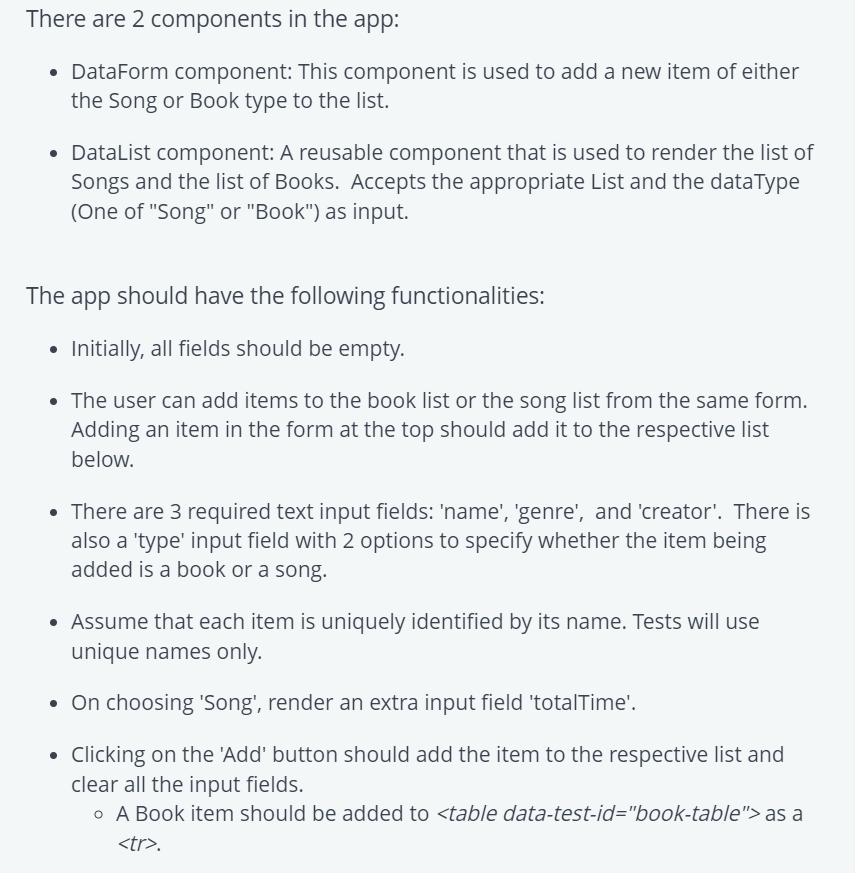 There are 2 components in the app:
• DataForm component: This component is used to add a new item of either
the Song or Book type to the list.
• DataList component: A reusable component that is used to render the list of
Songs and the list of Books.  Accepts the appropriate List and the dataType
(One of "Song" or "Book") as input.
The app should have the following functionalities:
• Initially, all fields should be empty.
• The user can add items to the book list or the song list from the same form.
Adding an item in the form at the top should add it to the respective list
below.
• There are 3 required text input fields: 'name', 'genre',  and 'creator'.  There is
also a 'type' input field with 2 options to specify whether the item being
added is a book or a song.
• Assume that each item is uniquely identified by its name. Tests will use
unique names only.
• On choosing 'Song', render an extra input field 'totalTime'.
• Clicking on the 'Add' button should add the item to the respective list and
clear all the input fields.
◦ A Book item should be added to <table data-test-id="book-table"> as a
<tr>.